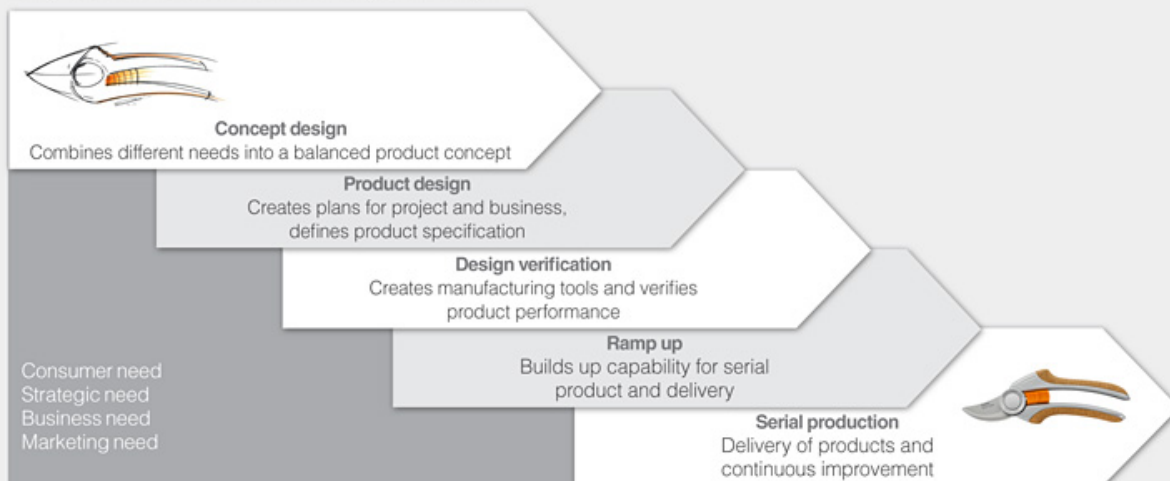 Concept design
Combines different needs into a balanced product concept
Product design
Creates plans for project and business,
defines product specification
Design verification
Creates manufacturing tools and verifies
product performance
Ramp up
Builds up capability for serial
product and delivery
Serial production
Delivery of products and
continuous improvement
Consumer need
Strategic need
Business need
Marketing need